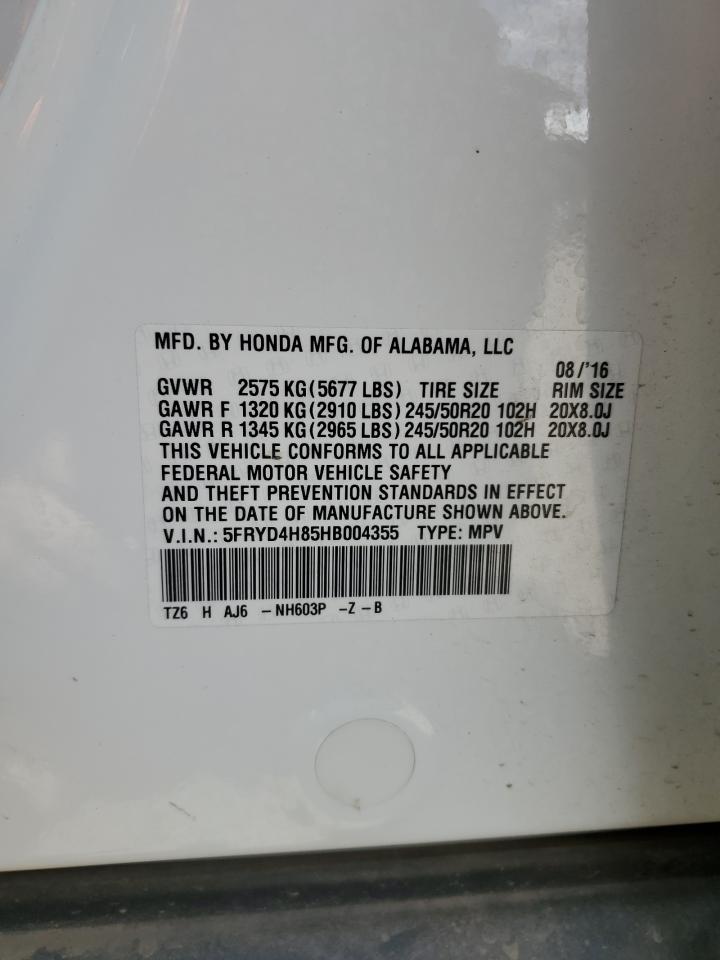 MFD. BY HONDA MFG. OF ALABAMA, LLC
08/'16
GVWR 2575 KG(5677 LBS) TIRE SIZE RIM SIZE
GAWR F 1320 KG(2910 LBS)245/50R20 102H 20X8.0J
GAWR R 1345 KG(2965 LBS)245/50R20 102H 20X8.0J
THIS VEHICLE CONFORMS TO ALL APPLICABLE
FEDERAL MOTOR VEHICLE SAFETY
AND THEFT PREVENTION STANDARDS IN EFFECT
ON THE DATE OF MANUFACTURE SHOWN ABOVE.
V.I.N.: 5FRYD4H85HB004355 TYPE: MPV
TZ6 H AJ6 -NH603P -Z-B